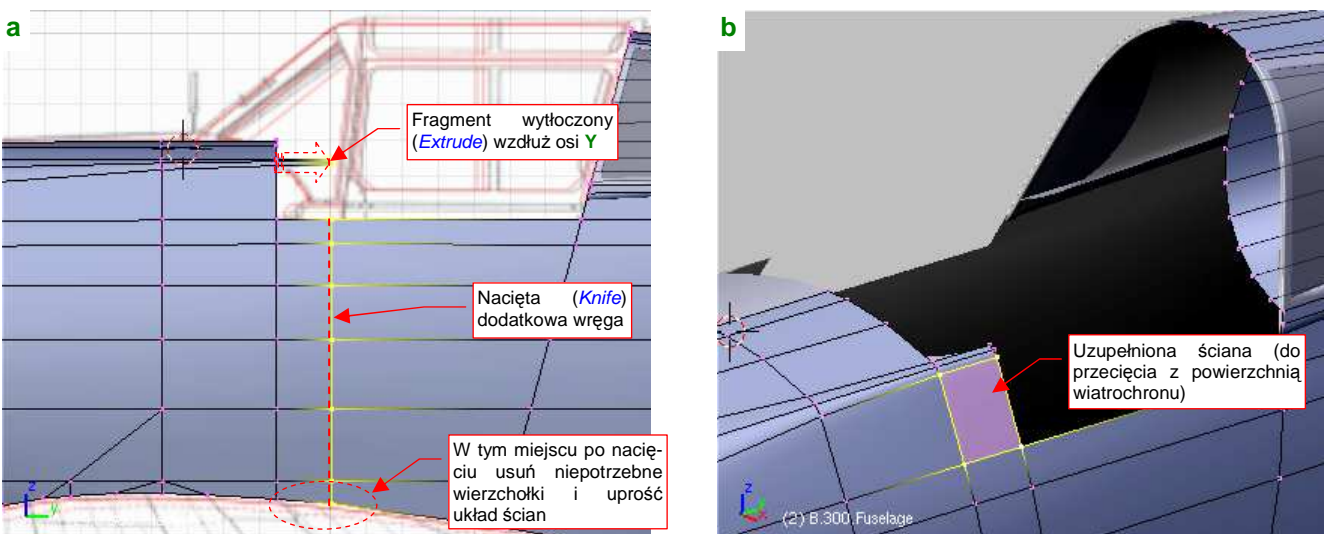 a
Fragment wytłoczony
(Extrude) wzdłuż osi Y
Nacięta (Knife)
dodatkowa wręga
W tym miejscu po nacię-
ciu usuń niepotrzebne
wierzchołki i uprość
układ ścian
z
y
b
Uzupełniona ściana (do
przecięcia z powierzchnią
wiatrochronu)
z
(2) B.300.Fuselage